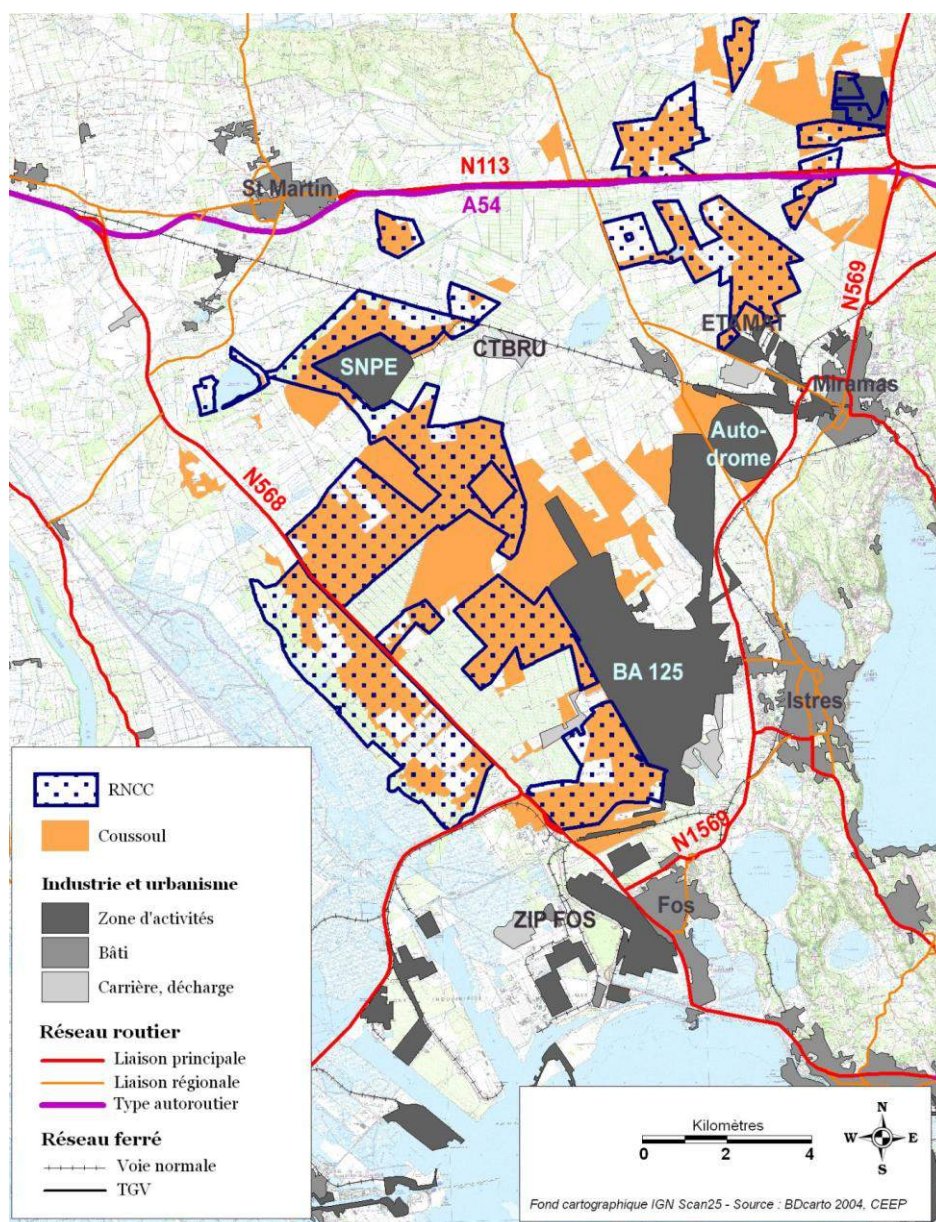 N113
St Martin
A54
N569
ETAMAT
CTBRU
SNPE
Miramas
Auto-
drome
N568
BA 125
Istres
RNCC
Coussoul
Industrie et urbanisme
Zone d'activités
Bâti
Carrière, décharge
Réseau routier
Liaison principale
Liaison régionale
Type autoroutier
Réseau ferré
Voie normale
TGV
N1569
Fos
ZIP FOS
Kilomètres
0 2 4
N
W E
S
Fond cartographique IGN Scan25 - Source : BDcarto 2004, CEEP